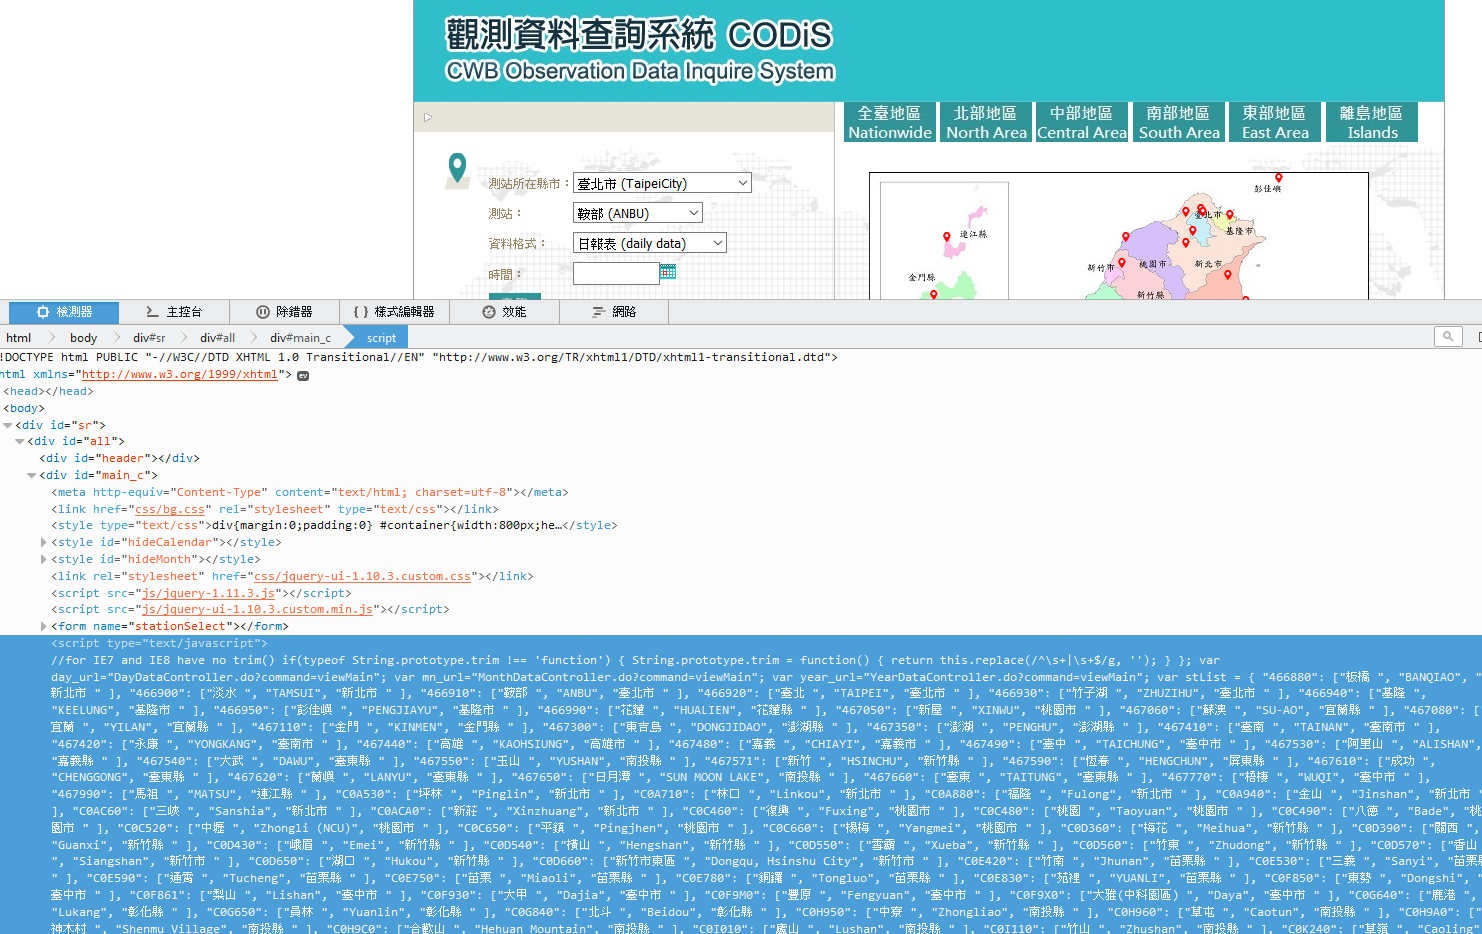 觀測資料查詢系統 CODiS
CWB Observation Data Inquire System
全臺地區
Nationwide
北部地區
North Area
中部地區
Central Area
南部地區
South Area
東部地區
East Area
離島地區
Islands
測站所在縣市：
臺北市 (TaipeiCity)
測站：
鞍部 (ANBU)
資料格式：
日報表 (daily data)
時間：
彭佳嶼
連江縣
臺北市
基隆市
新竹市
桃園市
新北市
金門縣
新竹縣
檢測器
主控台
除錯器
樣式編輯器
效能
網路
html
body
div#sr
div#all
div#main_c
script
!DOCTYPE html PUBLIC "-//W3C//DTD XHTML 1.0 Transitional//EN" "http://www.w3.org/TR/xhtml1/DTD/xhtml1-transitional.dtd">
html xmlns="http://www.w3.org/1999/xhtml"> ev
<head></head>
<body>
<div id="sr">
<div id="all">
<div id="header"></div>
<div id="main_c">
<meta http-equiv="Content-Type" content="text/html; charset=utf-8"></meta>
<link href="css/bg.css" rel="stylesheet" type="text/css"></link>
<style type="text/css">div{margin:0;padding:0} #container{width:800px;he…</style>
<style id="hideCalendar"></style>
<style id="hideMonth"></style>
<link rel="stylesheet" href="css/jquery-ui-1.10.3.custom.css"></link>
<script src="js/jquery-1.11.3.js"></script>
<script src="js/jquery-ui-1.10.3.custom.min.js"></script>
<form name="stationSelect"></form>
<script type="text/javascript">
//for IE7 and IE8 have no trim() if(typeof String.prototype.trim !== 'function') { String.prototype.trim = function() { return this.replace(/^\s+|\s+$/g, ''); } }; var
day_url="DayDataController.do?command=viewMain"; var mn_url="MonthDataController.do?command=viewMain"; var year_url="YearDataController.do?command=viewMain"; var stList = { "466880": ["板橋 ", "BANQIAO", "
新北市 " ], "466900": ["淡水 ", "TAMSUI", "新北市 " ], "466910": ["鞍部 ", "ANBU", "臺北市 " ], "466920": ["臺北 ", "TAIPEI", "臺北市 " ], "466930": ["竹子湖 ", "ZHUZIHU", "臺北市 " ], "466940": ["基隆 ",
"KEELUNG", "基隆市 " ], "466950": ["彭佳嶼 ", "PENGJIAYU", "基隆市 " ], "466990": ["花蓮 ", "HUALIEN", "花蓮縣 " ], "467050": ["新屋 ", "XINWU", "桃園市 " ], "467060": ["蘇澳 ", "SU-AO", "宜蘭縣 " ], "467080": ["
宜蘭 ", "YILAN", "宜蘭縣 " ], "467110": ["金門 ", "KINMEN", "金門縣 " ], "467300": ["東吉島 ", "DONGJIDAO", "澎湖縣 " ], "467350": ["澎湖 ", "PENGHU", "澎湖縣 " ], "467410": ["臺南 ", "TAINAN", "臺南市 " ],
"467420": ["永康 ", "YONGKANG", "臺南市 " ], "467440": ["高雄 ", "KAOHSIUNG", "高雄市 " ], "467480": ["嘉義 ", "CHIAYI", "嘉義市 " ], "467490": ["臺中 ", "TAICHUNG", "臺中市 " ], "467530": ["阿里山 ", "ALISHAN", "
嘉義縣 " ], "467540": ["大武 ", "DAWU", "臺東縣 " ], "467550": ["玉山 ", "YUSHAN", "南投縣 " ], "467571": ["新竹 ", "HSINCHU", "新竹縣 " ], "467590": ["恆春 ", "HENGCHUN", "屏東縣 " ], "467610": ["成功 ",
"CHENGGONG", "臺東縣 " ], "467620": ["蘭嶼 ", "LANYU", "臺東縣 " ], "467650": ["日月潭 ", "SUN MOON LAKE", "南投縣 " ], "467660": ["臺東 ", "TAITUNG", "臺東縣 " ], "467770": ["梧棲 ", "WUQI", "臺中市 " ],
"467990": ["馬祖 ", "MATSU", "連江縣 " ], "C0A530": ["坪林 ", "Pinglin", "新北市 " ], "C0A710": ["林口 ", "Linkou", "新北市 " ], "C0A880": ["福隆 ", "Fulong", "新北市 " ], "C0A940": ["金山 ", "Jinshan", "新北市 "
], "C0AC60": ["三峽 ", "Sanshia", "新北市 " ], "C0ACA0": ["新莊 ", "Xinzhuang", "新北市 " ], "C0C460": ["復興 ", "Fuxing", "桃園市 " ], "C0C480": ["桃園 ", "Taoyuan", "桃園市 " ], "C0C490": ["八德 ", "Bade", "桃
園市 " ], "C0C520": ["中壢 ", "Zhongli (NCU)", "桃園市 " ], "C0C650": ["平鎮 ", "Pingjhen", "桃園市 " ], "C0C660": ["楊梅 ", "Yangmei", "桃園市 " ], "C0D360": ["梅花 ", "Meihua", "新竹縣 " ], "C0D390": ["關西 ",
"Guanxi", "新竹縣 " ], "C0D430": ["峨眉 ", "Emei", "新竹縣 " ], "C0D540": ["橫山 ", "Hengshan", "新竹縣 " ], "C0D550": ["雪霸 ", "Xueba", "新竹縣 " ], "C0D560": ["竹東 ", "Zhudong", "新竹縣 " ], "C0D570": ["香山
", "Siangshan", "新竹市 " ], "C0D650": ["湖口 ", "Hukou", "新竹縣 " ], "C0D660": ["新竹市東區 ", "Dongqu, Hsinshu City", "新竹市 " ], "C0E420": ["竹南 ", "Jhunan", "苗栗縣 " ], "C0E530": ["三義 ", "Sanyi", "苗栗縣
" ], "C0E590": ["通霄 ", "Tucheng", "苗栗縣 " ], "C0E750": ["苗栗 ", "Miaoli", "苗栗縣 " ], "C0E780": ["銅鑼 ", "Tongluo", "苗栗縣 " ], "C0E830": ["苑裡 ", "YUANLI", "苗栗縣 " ], "C0F850": ["東勢 ", "Dongshi", "
臺中市 " ], "C0F861": ["梨山 ", "Lishan", "臺中市 " ], "C0F930": ["大甲 ", "Dajia", "臺中市 " ], "C0F9M0": ["豐原 ", "Fengyuan", "臺中市 " ], "C0F9X0": ["大雅(中科園區) ", "Daya", "臺中市 " ], "C0G640": ["鹿港 ",
"Lukang", "彰化縣 " ], "C0G650": ["員林 ", "Yuanlin", "彰化縣 " ], "C0G840": ["北斗 ", "Beidou", "彰化縣 " ], "C0H950": ["中寮 ", "Zhongliao", "南投縣 " ], "C0H960": ["草屯 ", "Caotun", "南投縣 " ], "C0H9A0": ["
神木村 ", "Shenmu Village", "南投縣 " ], "C0H9C0": ["合歡山 ", "Hehuan Mountain", "南投縣 " ], "C0I010": ["廬山 ", "Lushan", "南投縣 " ], "C0I110": ["竹山 ", "Zhushan", "南投縣 " ], "C0K240": ["草嶺 ", "Caoling"